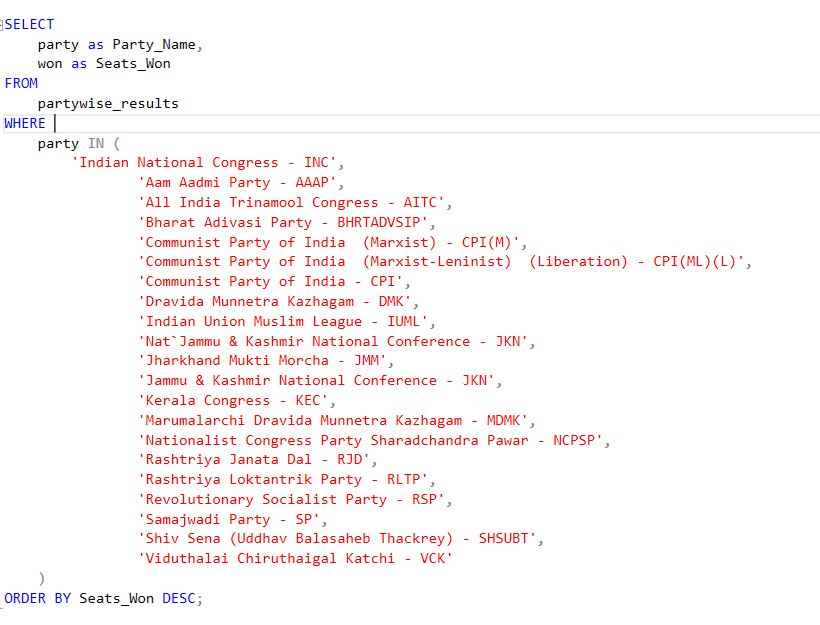 SELECT
party as Party_Name,
won as Seats_Won
FROM
partywise_results
WHERE
party IN (
'Indian National Congress - INC',
'Aam Aadmi Party - AAAP',
'All India Trinamool Congress - AITC',
'Bharat Adivasi Party - BHRTADVSIP',
'Communist Party of India  (Marxist) - CPI(M)',
'Communist Party of India  (Marxist-Leninist)  (Liberation) - CPI(ML)(L)',
'Communist Party of India - CPI',
'Dravida Munnetra Kazhagam - DMK',
'Indian Union Muslim League - IUML',
'Nat`Jammu & Kashmir National Conference - JKN',
'Jharkhand Mukti Morcha - JMM',
'Jammu & Kashmir National Conference - JKN',
'Kerala Congress - KEC',
'Marumalarchi Dravida Munnetra Kazhagam - MDMK',
'Nationalist Congress Party Sharadchandra Pawar - NCPSP',
'Rashtriya Janata Dal - RJD',
'Rashtriya Loktantrik Party - RLTP',
'Revolutionary Socialist Party - RSP',
'Samajwadi Party - SP',
'Shiv Sena (Uddhav Balasaheb Thackrey) - SHSUBT',
'Viduthalai Chiruthaigal Katchi - VCK'
)
ORDER BY Seats_Won DESC;